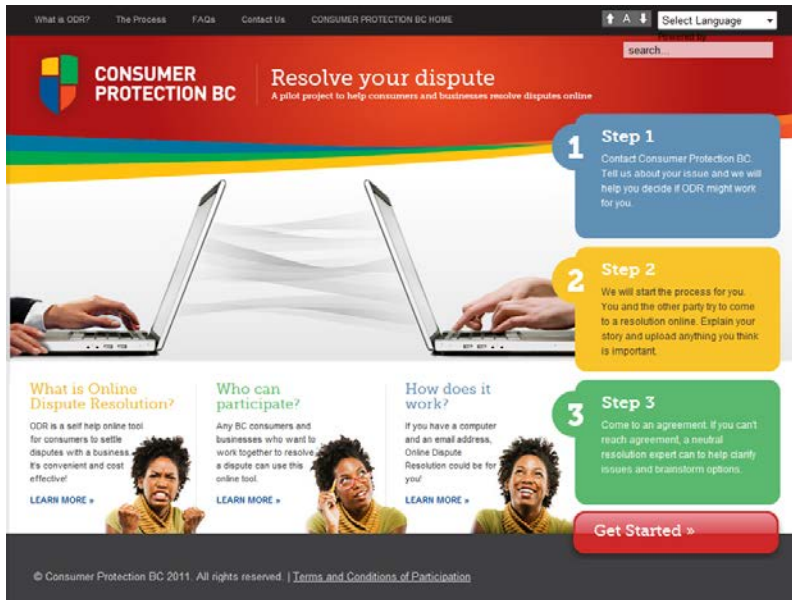 What is ODR? The Process FAQs Contact Us CONSUMER PROTECTION BC HOME
A
Select Language
Powered by
search...
CONSUMER
PROTECTION BC
Resolve your dispute
A pilot project to help consumers and businesses resolve disputes online
1
Step 1
Contact Consumer Protection BC.
Tell us about your issue and we will
help you decide if ODR might work
for you.
2
Step 2
We will start the process for you.
You and the other party try to come
to a resolution online. Explain your
story and upload anything you think
is important.
3
Step 3
Come to an agreement. If you can't
reach agreement, a neutral
resolution expert can to help clarify
issues and brainstorm options.
Get Started »
What is Online
Dispute Resolution?
ODR is a self help online tool
for consumers to settle
disputes with a business.
It's convenient and cost
effective!
LEARN MORE »
Who can
participate?
Any BC consumers and
businesses who want to
work together to resolve
a dispute can use this
online tool.
LEARN MORE »
How does it
work?
If you have a computer
and an email address,
Online Dispute
Resolution could be for
you!
LEARN MORE »
© Consumer Protection BC 2011. All rights reserved. | Terms and Conditions of Participation